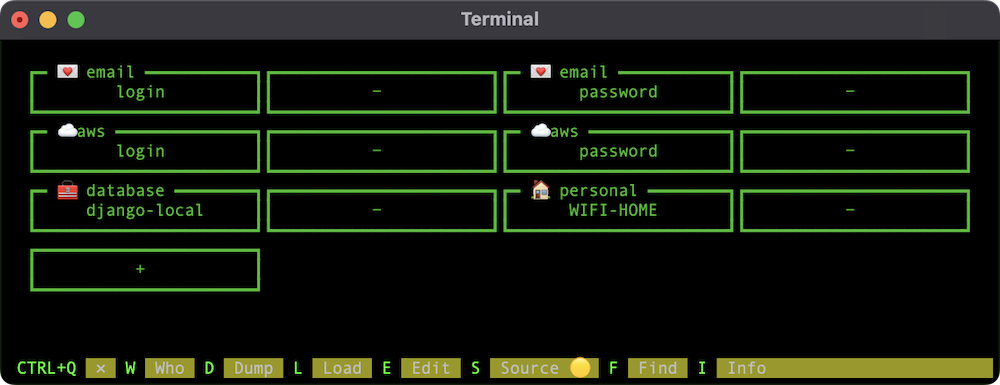 Terminal
email email
login - password -
aws aws
login - password -
database personal
django-local - WIFI-HOME -
+
CTRL+Q × W Who D Dump L Load E Edit S Source F Find I Info